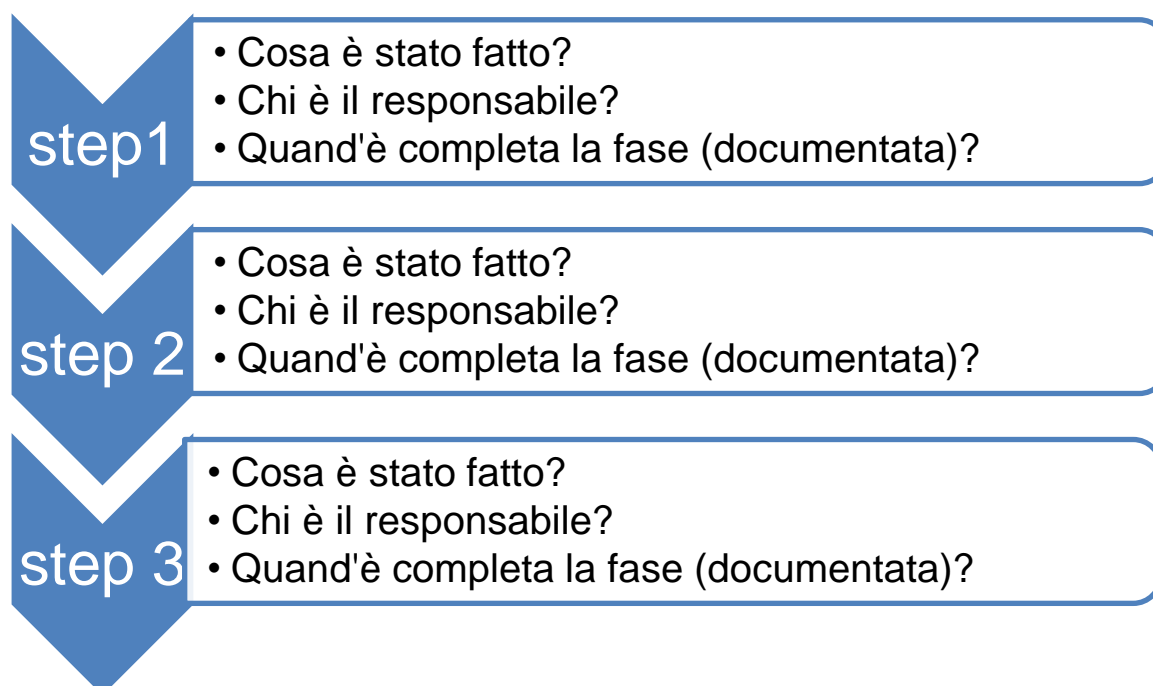 step1
• Cosa è stato fatto?
• Chi è il responsabile?
• Quand'è completa la fase (documentata)?
step 2
• Cosa è stato fatto?
• Chi è il responsabile?
• Quand'è completa la fase (documentata)?
step 3
• Cosa è stato fatto?
• Chi è il responsabile?
• Quand'è completa la fase (documentata)?